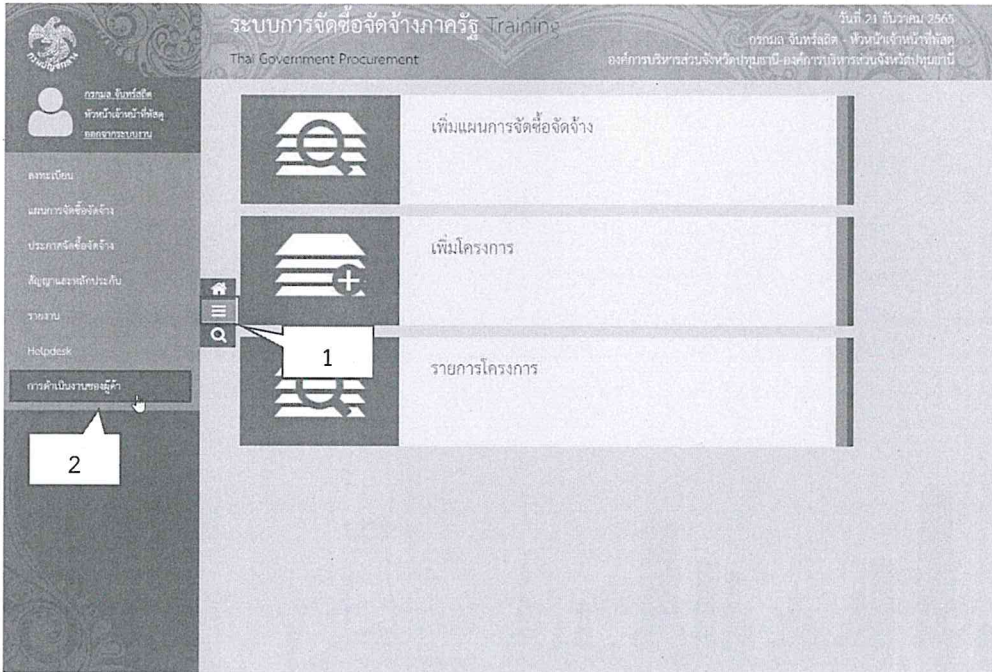 ระบบการจัดซื้อจัดจ้างภาครัฐ Training
Thai Government Procurement
วันที่ 21 ธันวาคม 2565
กรกมล จันทร์สถิต - หัวหน้าเจ้าหน้าที่พัสดุ
องค์การบริหารส่วนจังหวัดปทุมธานี-องค์การบริหารส่วนจังหวัดปทุมธานี
กรมบัญชีกลาง
กรกมล จันทร์สถิต
หัวหน้าเจ้าหน้าที่พัสดุ
ออกจากระบบงาน
ลงทะเบียน
แผนการจัดซื้อจัดจ้าง
ประกาศจัดซื้อจัดจ้าง
สัญญาและหลักประกัน
รายงาน
Helpdesk
การดำเนินงานของผู้ค้า
2
1
เพิ่มแผนการจัดซื้อจัดจ้าง
เพิ่มโครงการ
รายการโครงการ